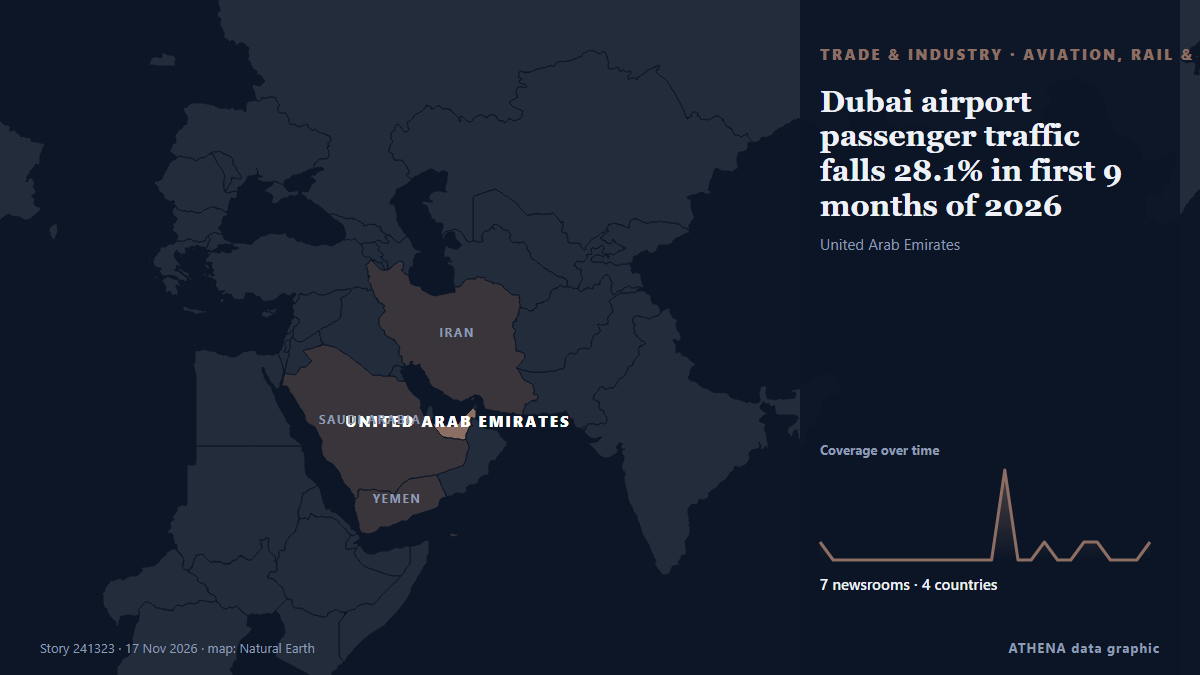 TRADE & INDUSTRY · AVIATION, RAIL &
Dubai airport
passenger traffic
falls 28.1% in first 9
months of 2026
United Arab Emirates
IRAN
SAUDI ARABIA
UNITED ARAB EMIRATES
YEMEN
Coverage over time
7 newsrooms · 4 countries
Story 241323 · 17 Nov 2026 · map: Natural Earth
ATHENA data graphic